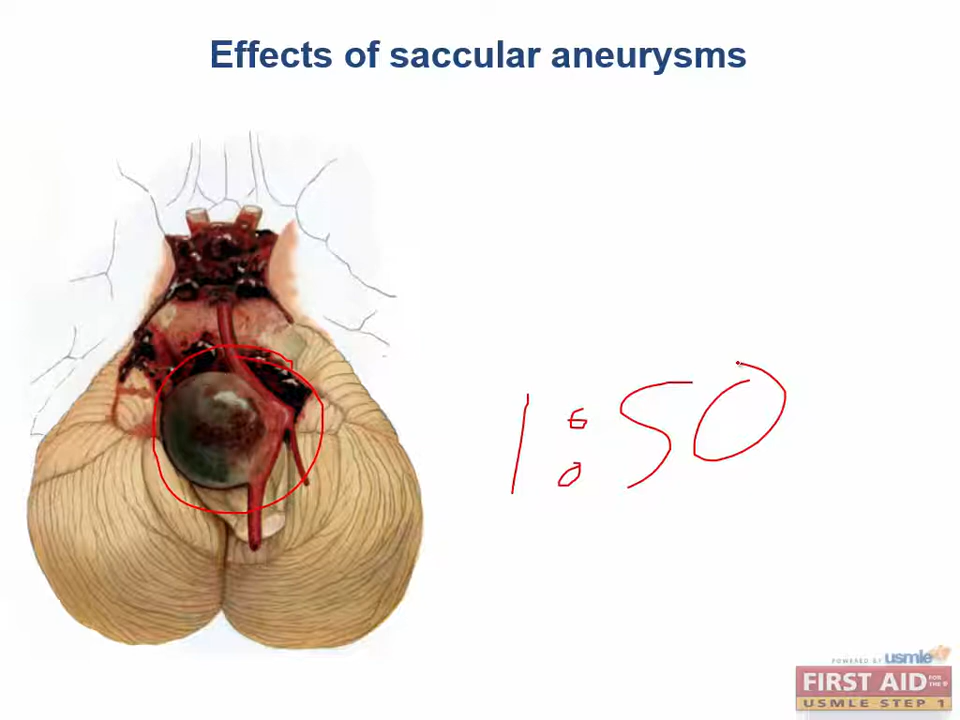 Effects of saccular aneurysms
1:50
POWERED BY usmle
FIRST AID FOR THE®
USMLE STEP 1